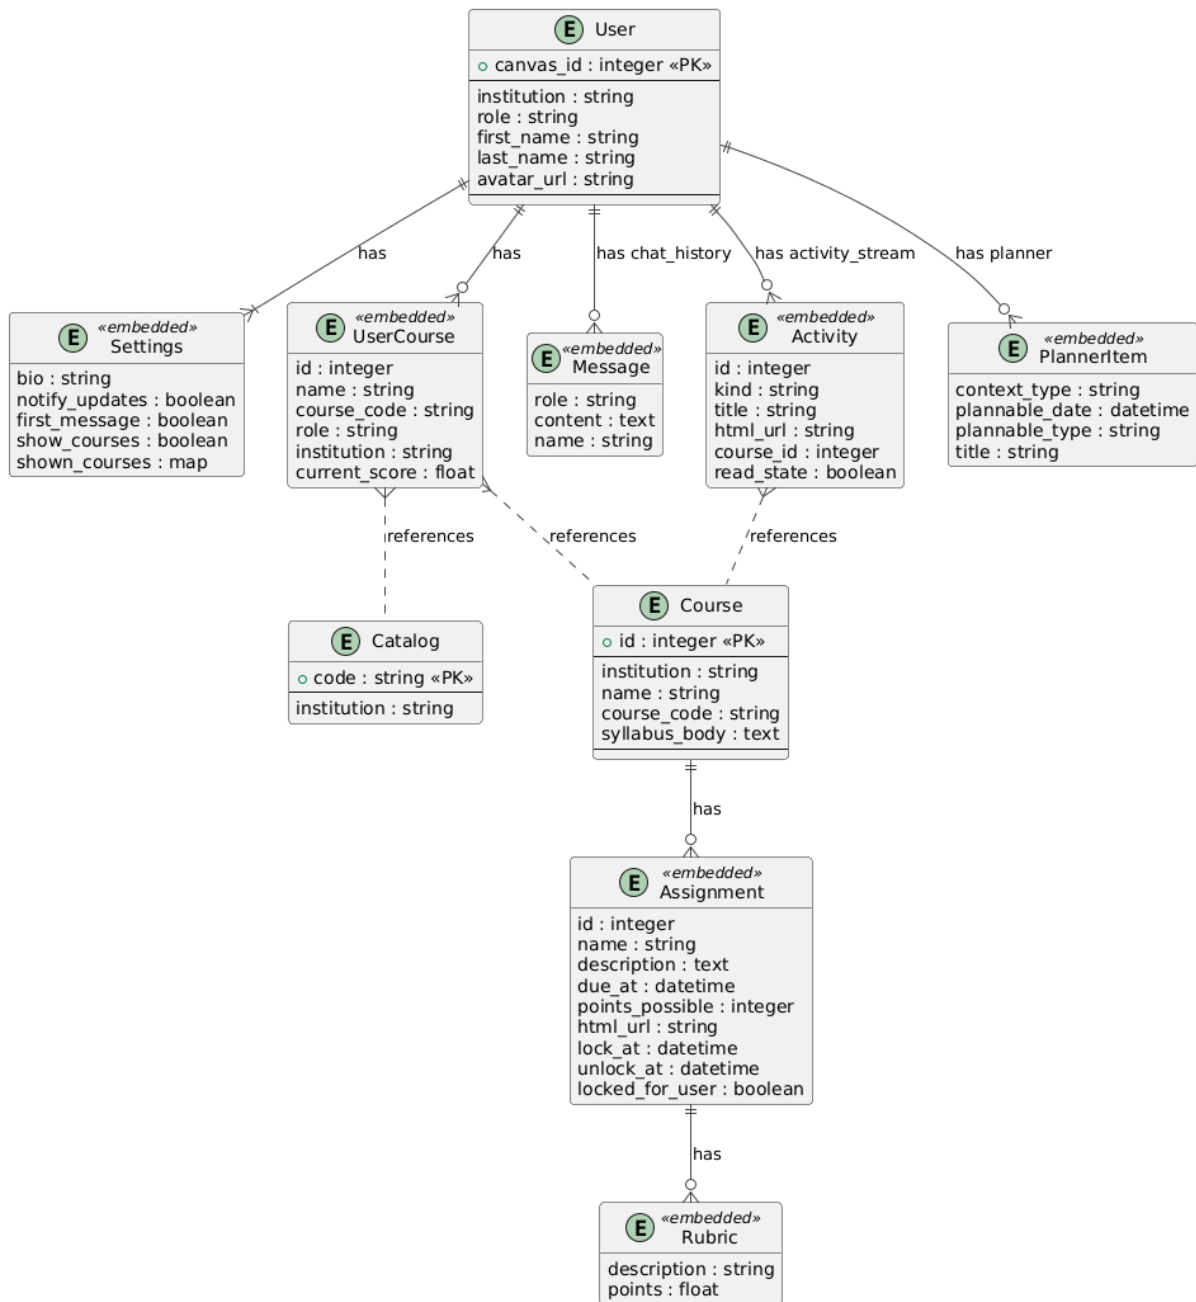 E User
canvas_id : integer «PK»
institution : string
role : string
first_name : string
last_name : string
avatar_url : string
has
has
has chat_history
has activity_stream
has planner
E «embedded»
Settings
bio : string
notify_updates : boolean
first_message : boolean
show_courses : boolean
shown_courses : map
E «embedded»
UserCourse
id : integer
name : string
course_code : string
role : string
institution : string
current_score : float
E «embedded»
Message
role : string
content : text
name : string
E «embedded»
Activity
id : integer
kind : string
title : string
html_url : string
course_id : integer
read_state : boolean
E «embedded»
PlannerItem
context_type : string
plannable_date : datetime
plannable_type : string
title : string
references
references
references
E Catalog
code : string «PK»
institution : string
E Course
id : integer «PK»
institution : string
name : string
course_code : string
syllabus_body : text
has
E «embedded»
Assignment
id : integer
name : string
description : text
due_at : datetime
points_possible : integer
html_url : string
lock_at : datetime
unlock_at : datetime
locked_for_user : boolean
has
E «embedded»
Rubric
description : string
points : float